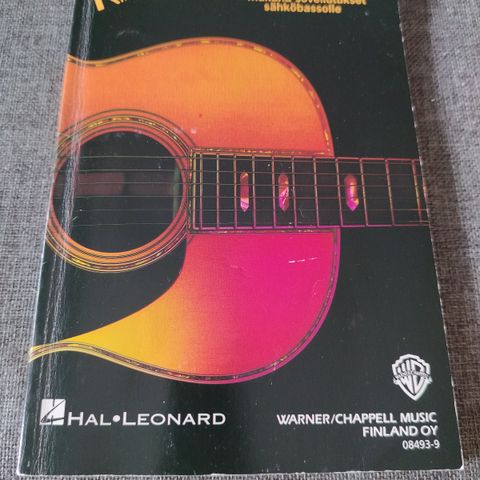 sähköbassolle
HAL•LEONARD
WARNER/CHAPPELL MUSIC
FINLAND OY
08493-9